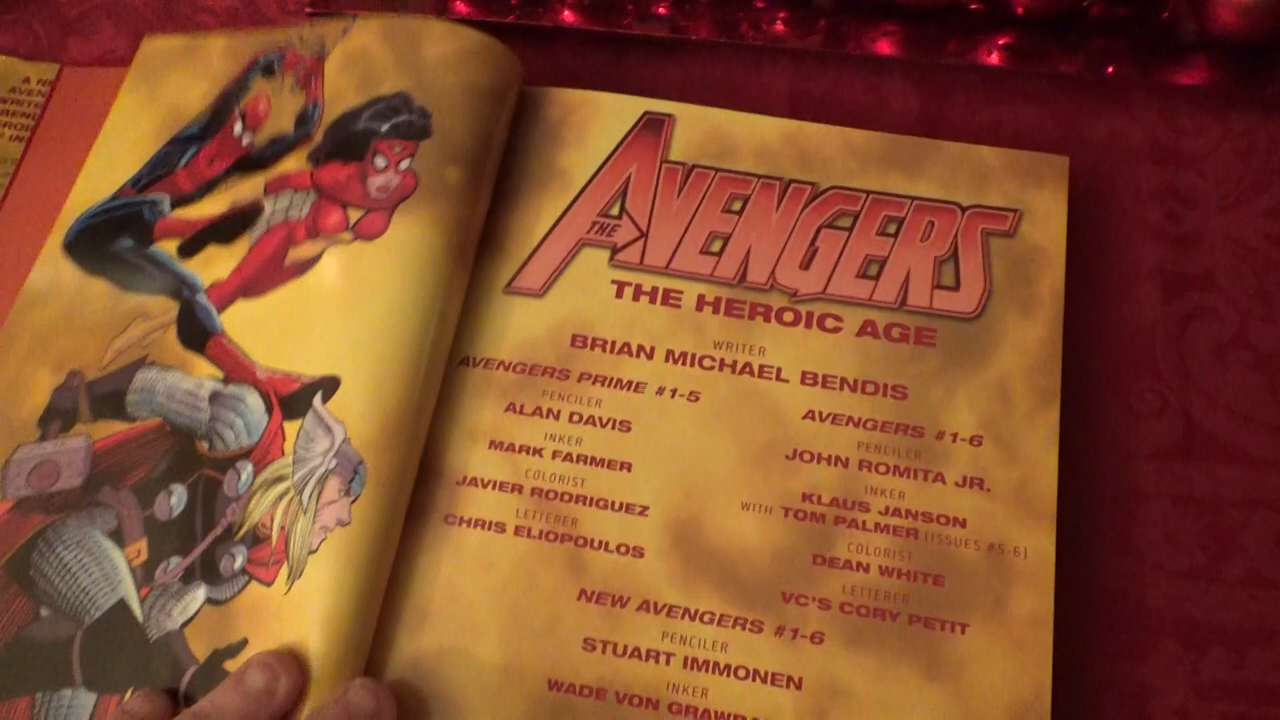 THE AVENGERS
THE HEROIC AGE
WRITER
BRIAN MICHAEL BENDIS
AVENGERS PRIME #1-5
PENCILER
ALAN DAVIS
INKER
MARK FARMER
COLORIST
JAVIER RODRIGUEZ
LETTERER
CHRIS ELIOPOULOS
AVENGERS #1-6
PENCILER
JOHN ROMITA JR.
INKER
KLAUS JANSON
WITH TOM PALMER (ISSUES #5-6)
COLORIST
DEAN WHITE
LETTERER
VC'S CORY PETIT
NEW AVENGERS #1-6
PENCILER
STUART IMMONEN
INKER
WADE VON